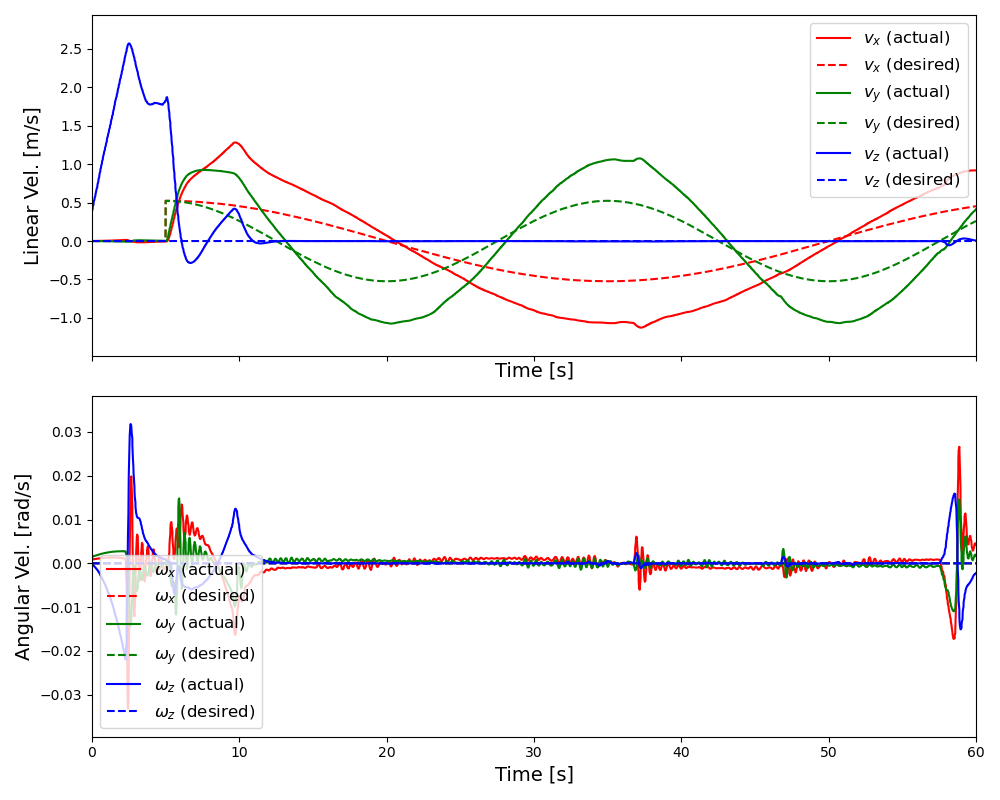 2.5
2.0
1.5
1.0
0.5
0.0
−0.5
−1.0
Linear Vel. [m/s]
v_x (actual)
v_x (desired)
v_y (actual)
v_y (desired)
v_z (actual)
v_z (desired)
Time [s]
0.03
0.02
0.01
0.00
−0.01
−0.02
−0.03
Angular Vel. [rad/s]
ω_x (actual)
ω_x (desired)
ω_y (actual)
ω_y (desired)
ω_z (actual)
ω_z (desired)
0 10 20 30 40 50 60
Time [s]